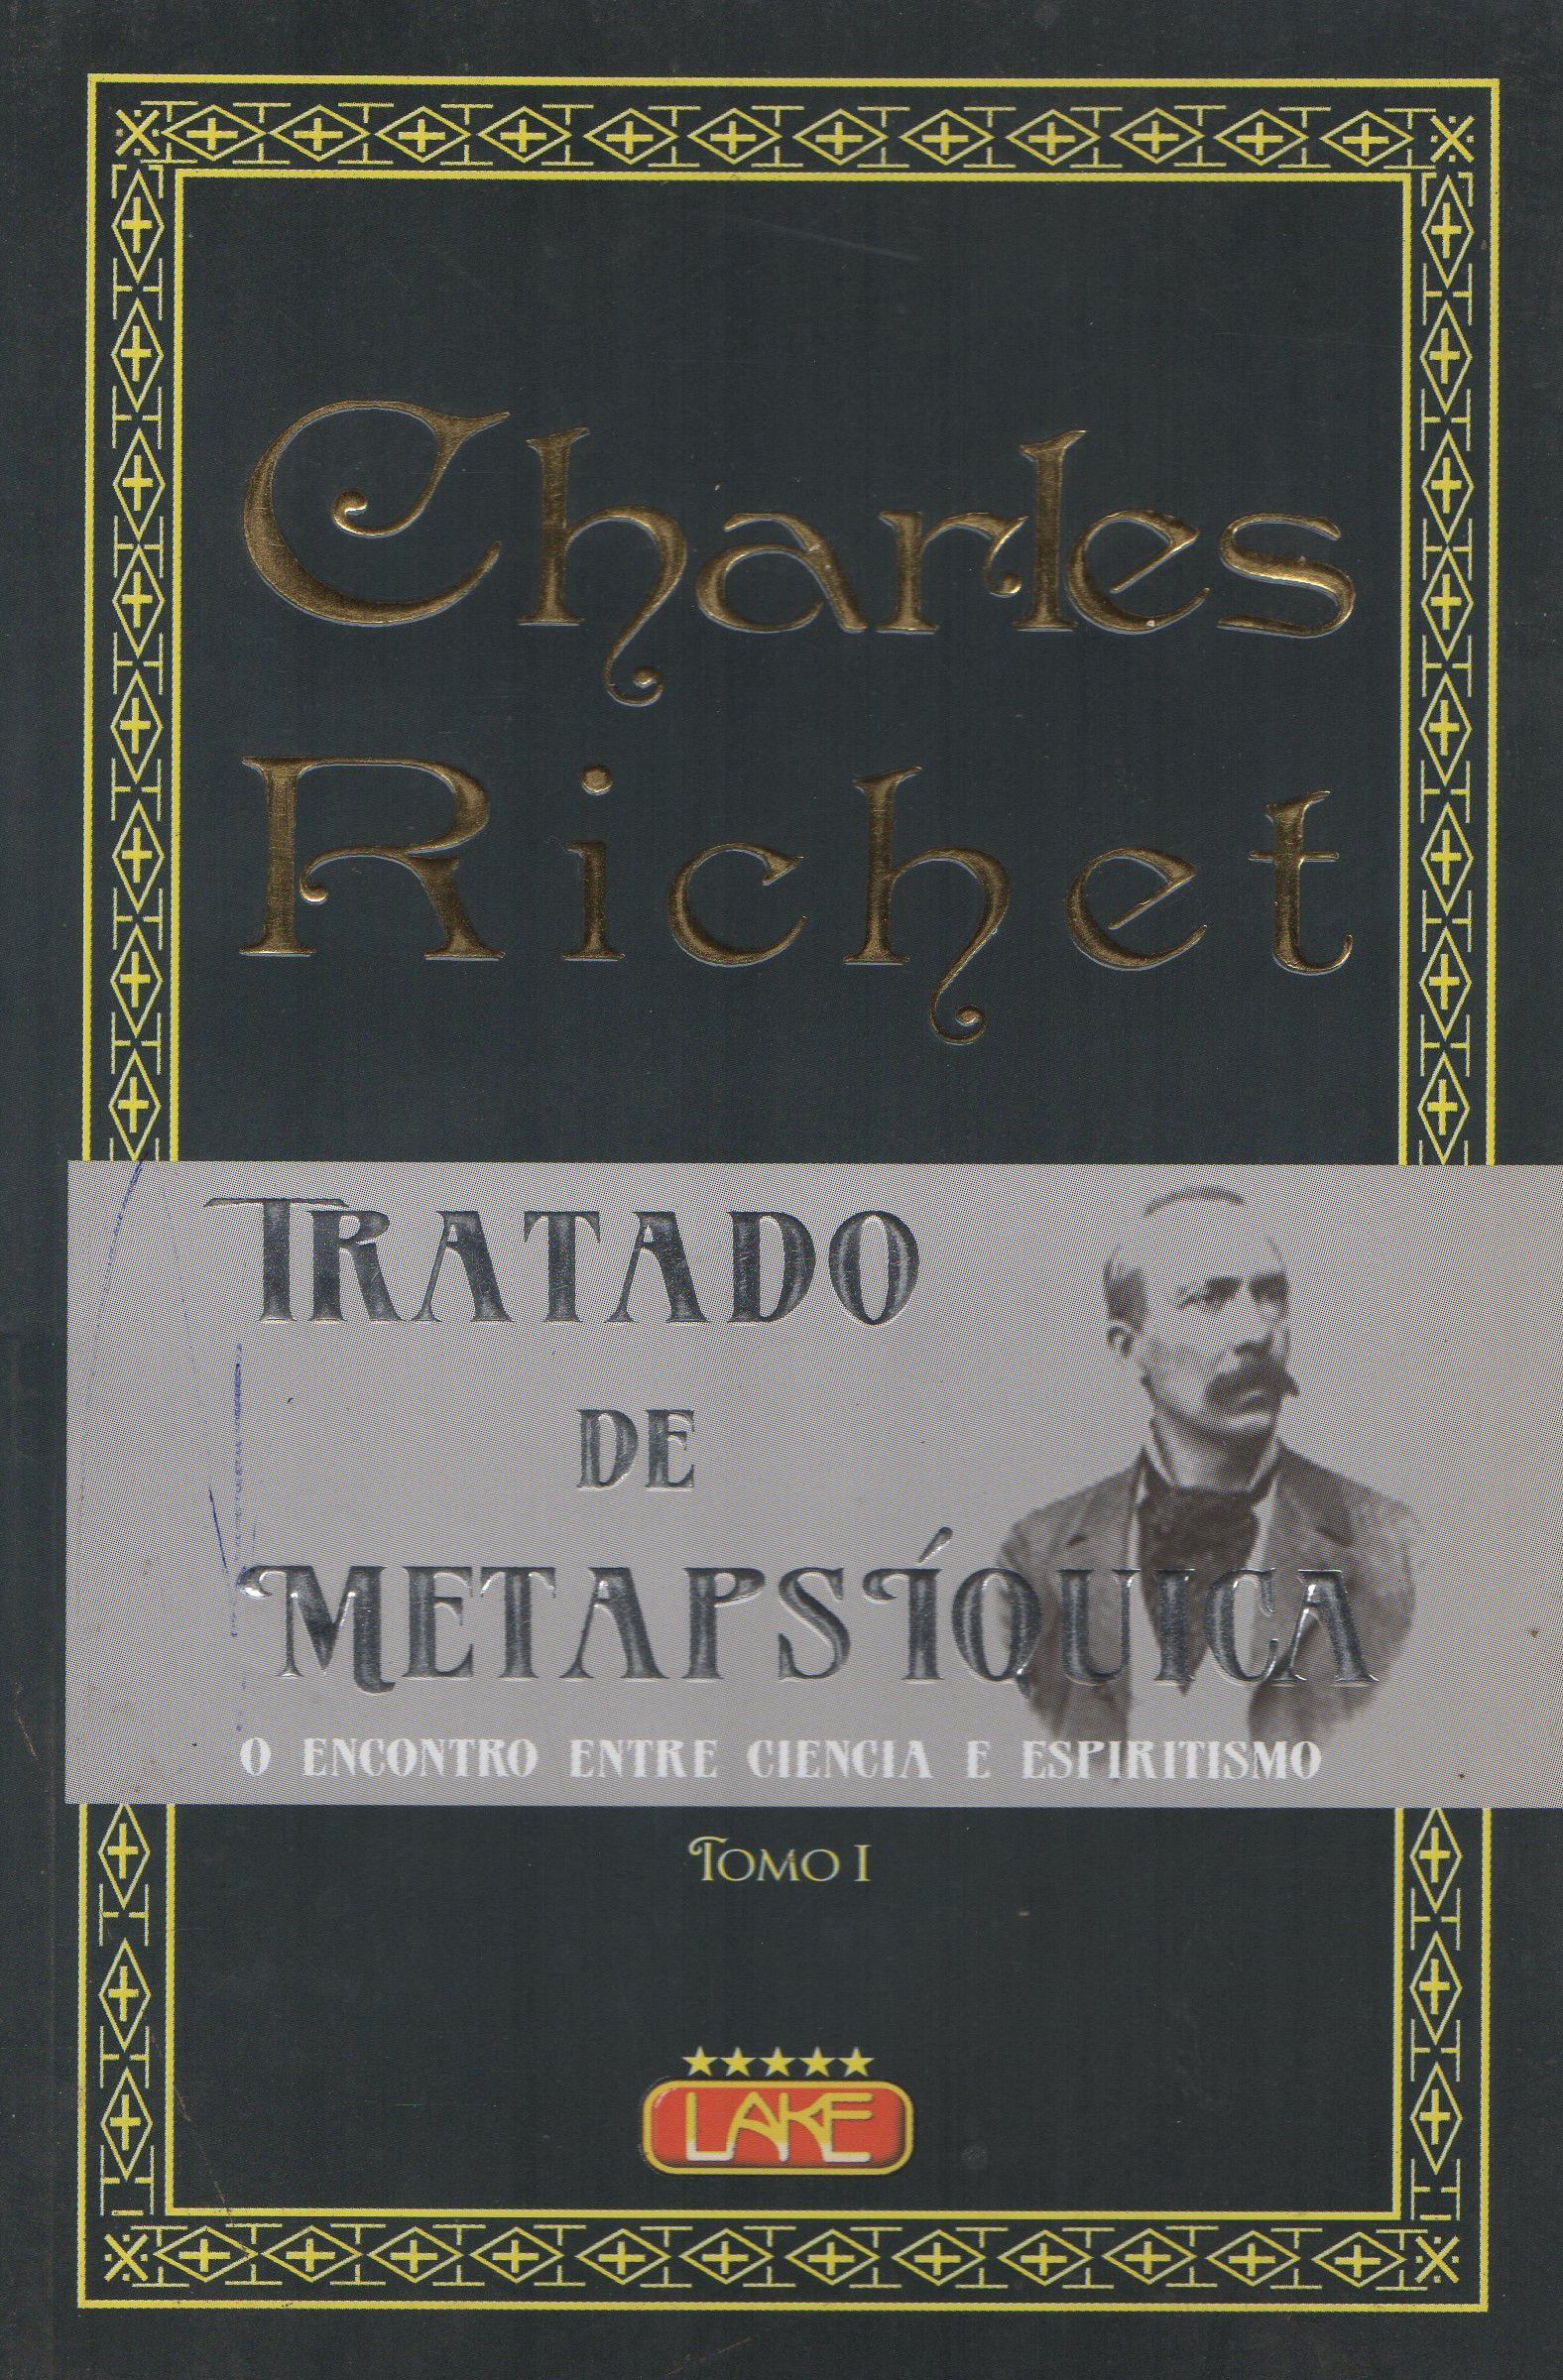 Charles
Richet
TRATADO
DE
METAPSÍQUICA
O ENCONTRO ENTRE CIENCIA E ESPIRITISMO
TOMO I
LAKE